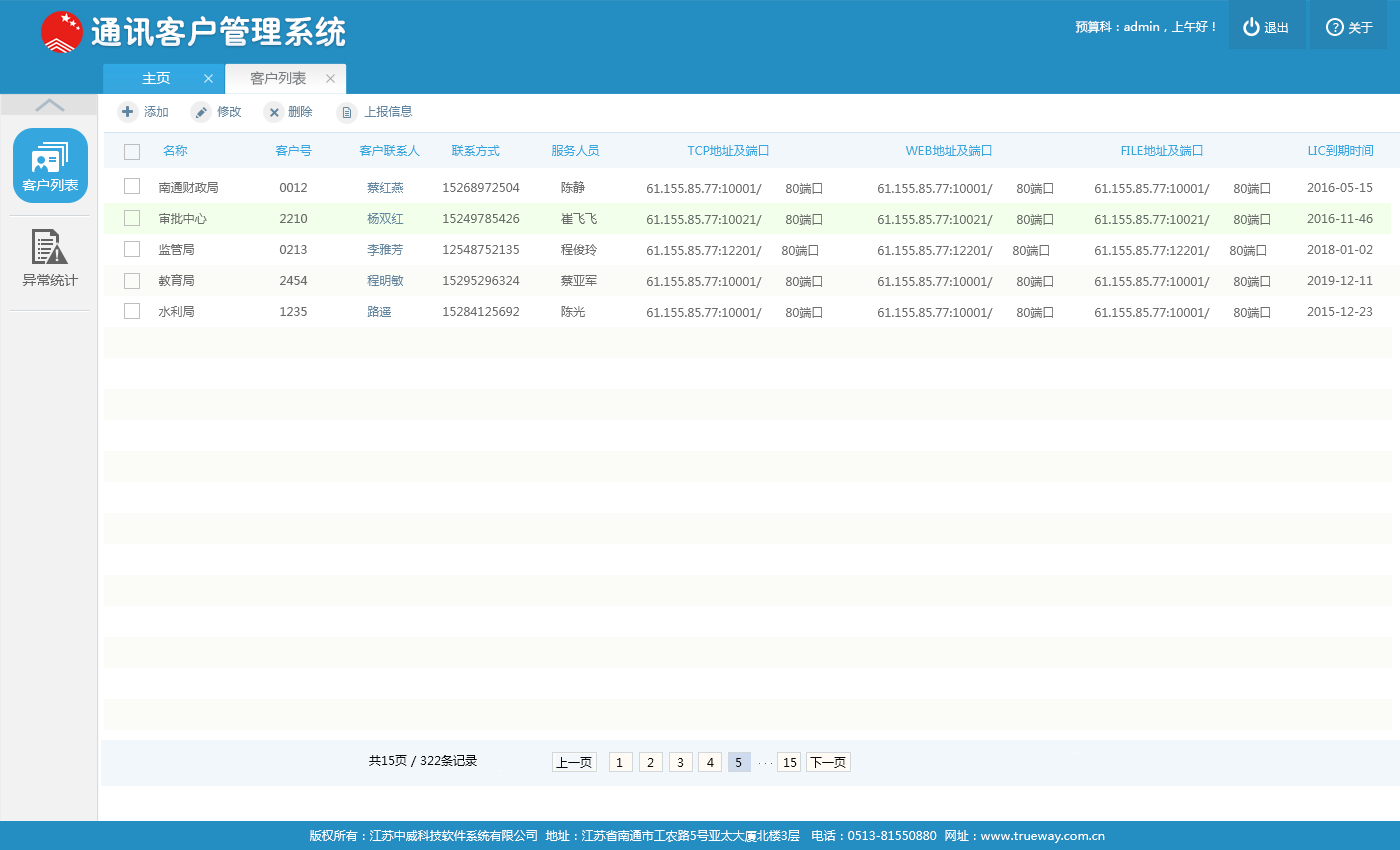 通讯客户管理系统
预算科：admin，上午好！ 退出 关于
主页 客户列表
添加 修改 删除 上报信息
名称 客户号 客户联系人 联系方式 服务人员 TCP地址及端口 WEB地址及端口 FILE地址及端口 LIC到期时间
南通财政局 0012 蔡红燕 15268972504 陈静 61.155.85.77:10001/ 80端口 61.155.85.77:10001/ 80端口 61.155.85.77:10001/ 80端口 2016-05-15
审批中心 2210 杨双红 15249785426 崔飞飞 61.155.85.77:10021/ 80端口 61.155.85.77:10021/ 80端口 61.155.85.77:10021/ 80端口 2016-11-46
监管局 0213 李雅芳 12548752135 程俊玲 61.155.85.77:12201/ 80端口 61.155.85.77:12201/ 80端口 61.155.85.77:12201/ 80端口 2018-01-02
教育局 2454 程明敏 15295296324 蔡亚军 61.155.85.77:10001/ 80端口 61.155.85.77:10001/ 80端口 61.155.85.77:10001/ 80端口 2019-12-11
水利局 1235 路遥 15284125692 陈光 61.155.85.77:10001/ 80端口 61.155.85.77:10001/ 80端口 61.155.85.77:10001/ 80端口 2015-12-23
客户列表
异常统计
共15页 / 322条记录 上一页 1 2 3 4 5 ··· 15 下一页
版权所有：江苏中威科技软件系统有限公司 地址：江苏省南通市工农路5号亚太大厦北楼3层 电话：0513-81550880 网址：www.trueway.com.cn